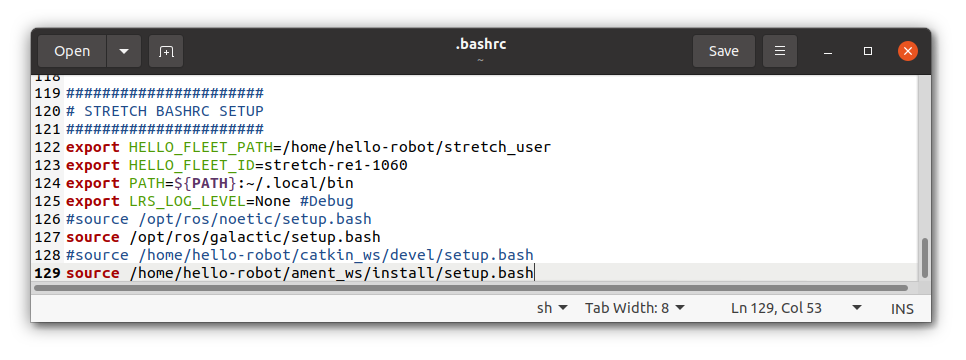 Open
.bashrc
~
Save
118
119 ######################
120 # STRETCH BASHRC SETUP
121 ######################
122 export HELLO_FLEET_PATH=/home/hello-robot/stretch_user
123 export HELLO_FLEET_ID=stretch-re1-1060
124 export PATH=${PATH}:~/.local/bin
125 export LRS_LOG_LEVEL=None #Debug
126 #source /opt/ros/noetic/setup.bash
127 source /opt/ros/galactic/setup.bash
128 #source /home/hello-robot/catkin_ws/devel/setup.bash
129 source /home/hello-robot/ament_ws/install/setup.bash
sh Tab Width: 8 Ln 129, Col 53 INS